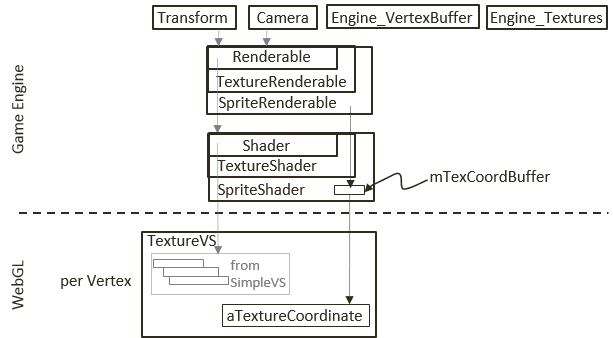 Transform
Camera
Engine_VertexBuffer
Engine_Textures
Game Engine
Renderable
TextureRenderable
SpriteRenderable
Shader
TextureShader
SpriteShader
mTexCoordBuffer
WebGL
per Vertex
TextureVS
from
SimpleVS
aTextureCoordinate